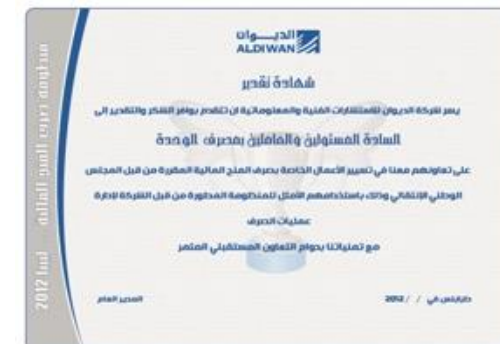 الديوان
ALDIWAN
شهادة تقدير
يسر شركة الديوان للاستشارات الفنية والمعلوماتية ان تتقدم بوافر الشكر والتقدير إلى
السادة المسئولين والعاملين بمصرف الوحدة
على تعاونهم معنا في تسيير الأعمال الخاصة بصرف المنح المالية المقررة من قبل المجلس
الوطني الإنتقالي وذلك باستخدامهم الأمثل للمنظومة المطورة من قبل الشركة لإدارة
عمليات الصرف
مع تمنياتنا بدوام التعاون المستقبلي المثمر
طرابلس في / / 2012
المدير العام
منظومة صرف المنح المالية
ليبيا 2012